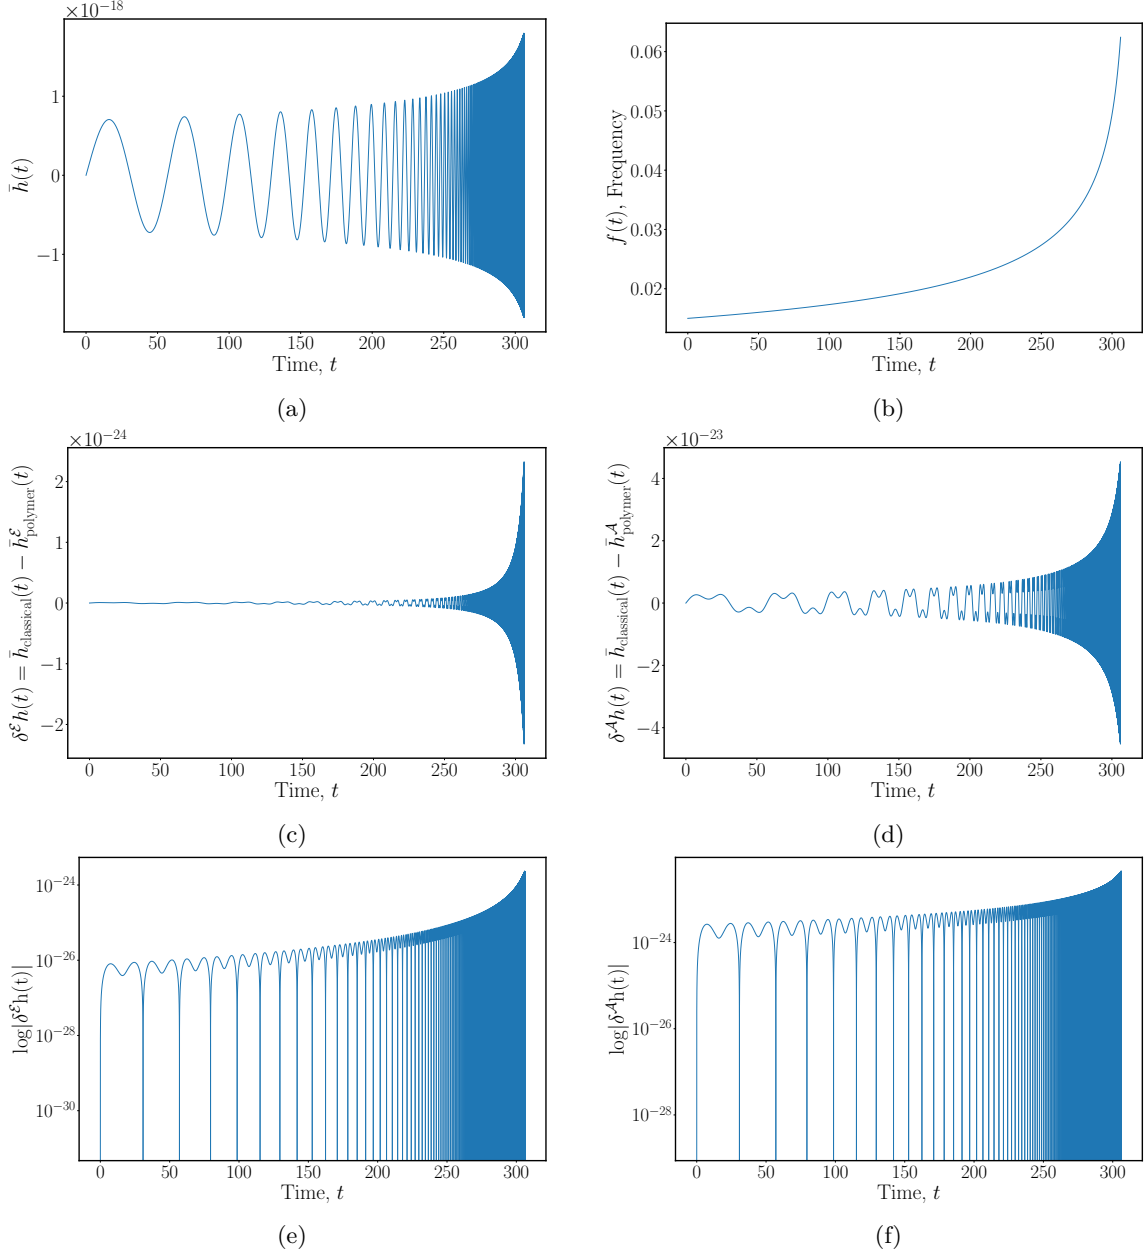 ×10⁻¹⁸
1
0
−1
h̄(t)
0 50 100 150 200 250 300
Time, t
(a)
0.06
0.05
0.04
0.03
0.02
f(t), Frequency
0 50 100 150 200 250 300
Time, t
(b)
×10⁻²⁴
2
1
0
−1
−2
δ^ℰh(t) = h̄_classical(t) − h̄^ℰ_polymer(t)
0 50 100 150 200 250 300
Time, t
(c)
×10⁻²³
4
2
0
−2
−4
δ^𝒜h(t) = h̄_classical(t) − h̄^𝒜_polymer(t)
0 50 100 150 200 250 300
Time, t
(d)
10⁻²⁴
10⁻²⁶
10⁻²⁸
10⁻³⁰
log|δ^ℰh(t)|
0 50 100 150 200 250 300
Time, t
(e)
10⁻²⁴
10⁻²⁶
10⁻²⁸
log|δ^𝒜h(t)|
0 50 100 150 200 250 300
Time, t
(f)